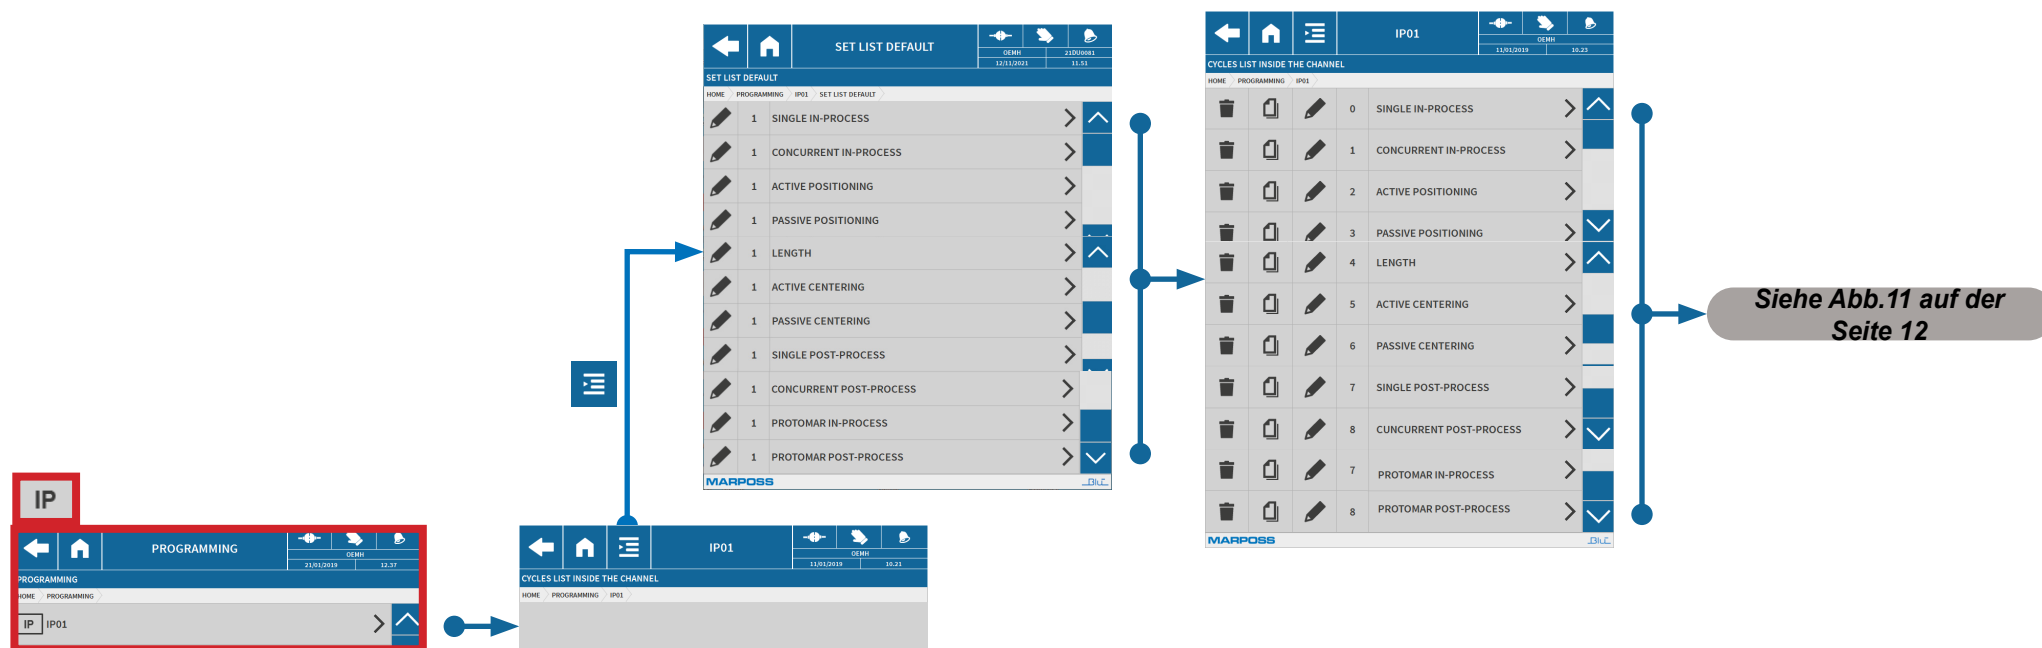 SET LIST DEFAULT
OEMH 21DU0081
12/11/2021 11.51
SET LIST DEFAULT
HOME PROGRAMMING IP01 SET LIST DEFAULT
1 SINGLE IN-PROCESS
1 CONCURRENT IN-PROCESS
1 ACTIVE POSITIONING
1 PASSIVE POSITIONING
1 LENGTH
1 ACTIVE CENTERING
1 PASSIVE CENTERING
1 SINGLE POST-PROCESS
1 CONCURRENT POST-PROCESS
1 PROTOMAR IN-PROCESS
1 PROTOMAR POST-PROCESS
MARPOSS BLÚ
IP01
OEMH
11/01/2019 10.23
CYCLES LIST INSIDE THE CHANNEL
HOME PROGRAMMING IP01
0 SINGLE IN-PROCESS
1 CONCURRENT IN-PROCESS
2 ACTIVE POSITIONING
3 PASSIVE POSITIONING
4 LENGTH
5 ACTIVE CENTERING
6 PASSIVE CENTERING
7 SINGLE POST-PROCESS
8 CUNCURRENT POST-PROCESS
7 PROTOMAR IN-PROCESS
8 PROTOMAR POST-PROCESS
MARPOSS BLÚ
Siehe Abb.11 auf der
Seite 12
IP
PROGRAMMING
OEMH
21/01/2019 12.37
PROGRAMMING
HOME PROGRAMMING
IP IP01
IP01
OEMH
11/01/2019 10.21
CYCLES LIST INSIDE THE CHANNEL
HOME PROGRAMMING IP01